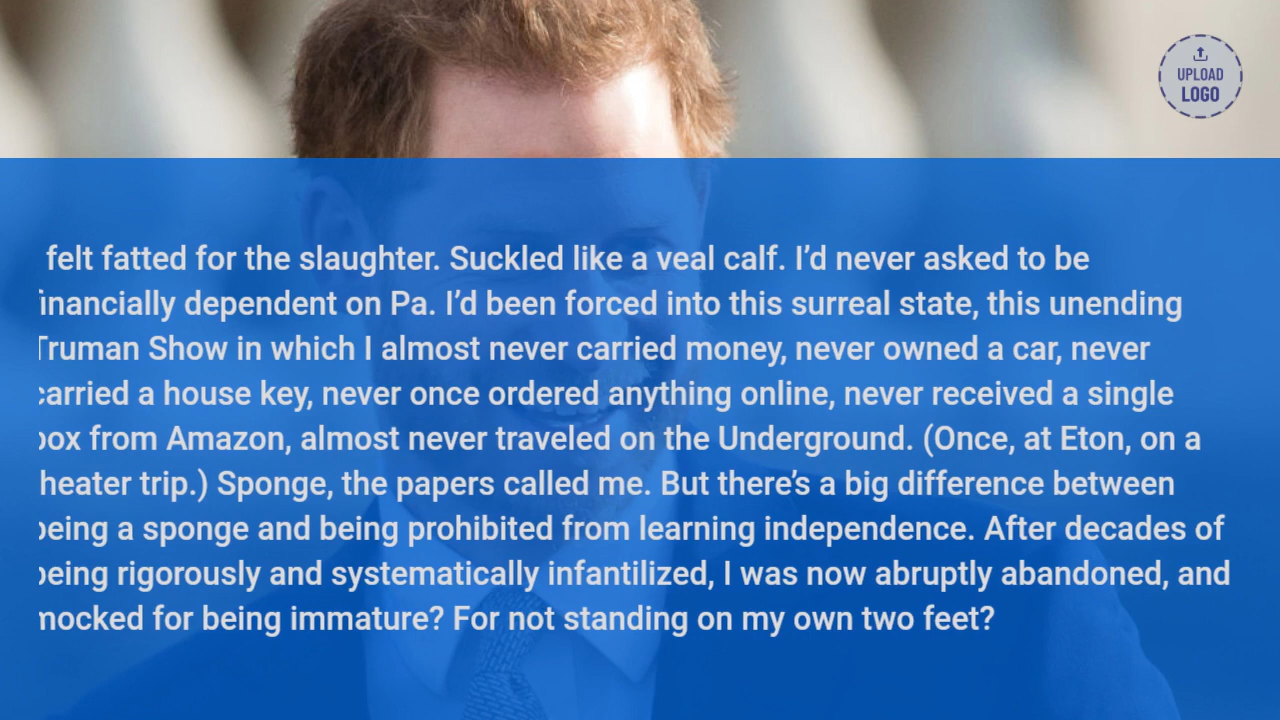 UPLOAD
LOGO
felt fatted for the slaughter. Suckled like a veal calf. I’d never asked to be
inancially dependent on Pa. I’d been forced into this surreal state, this unending
Truman Show in which I almost never carried money, never owned a car, never
carried a house key, never once ordered anything online, never received a single
box from Amazon, almost never traveled on the Underground. (Once, at Eton, on a
heater trip.) Sponge, the papers called me. But there’s a big difference between
being a sponge and being prohibited from learning independence. After decades of
being rigorously and systematically infantilized, I was now abruptly abandoned, and
mocked for being immature? For not standing on my own two feet?